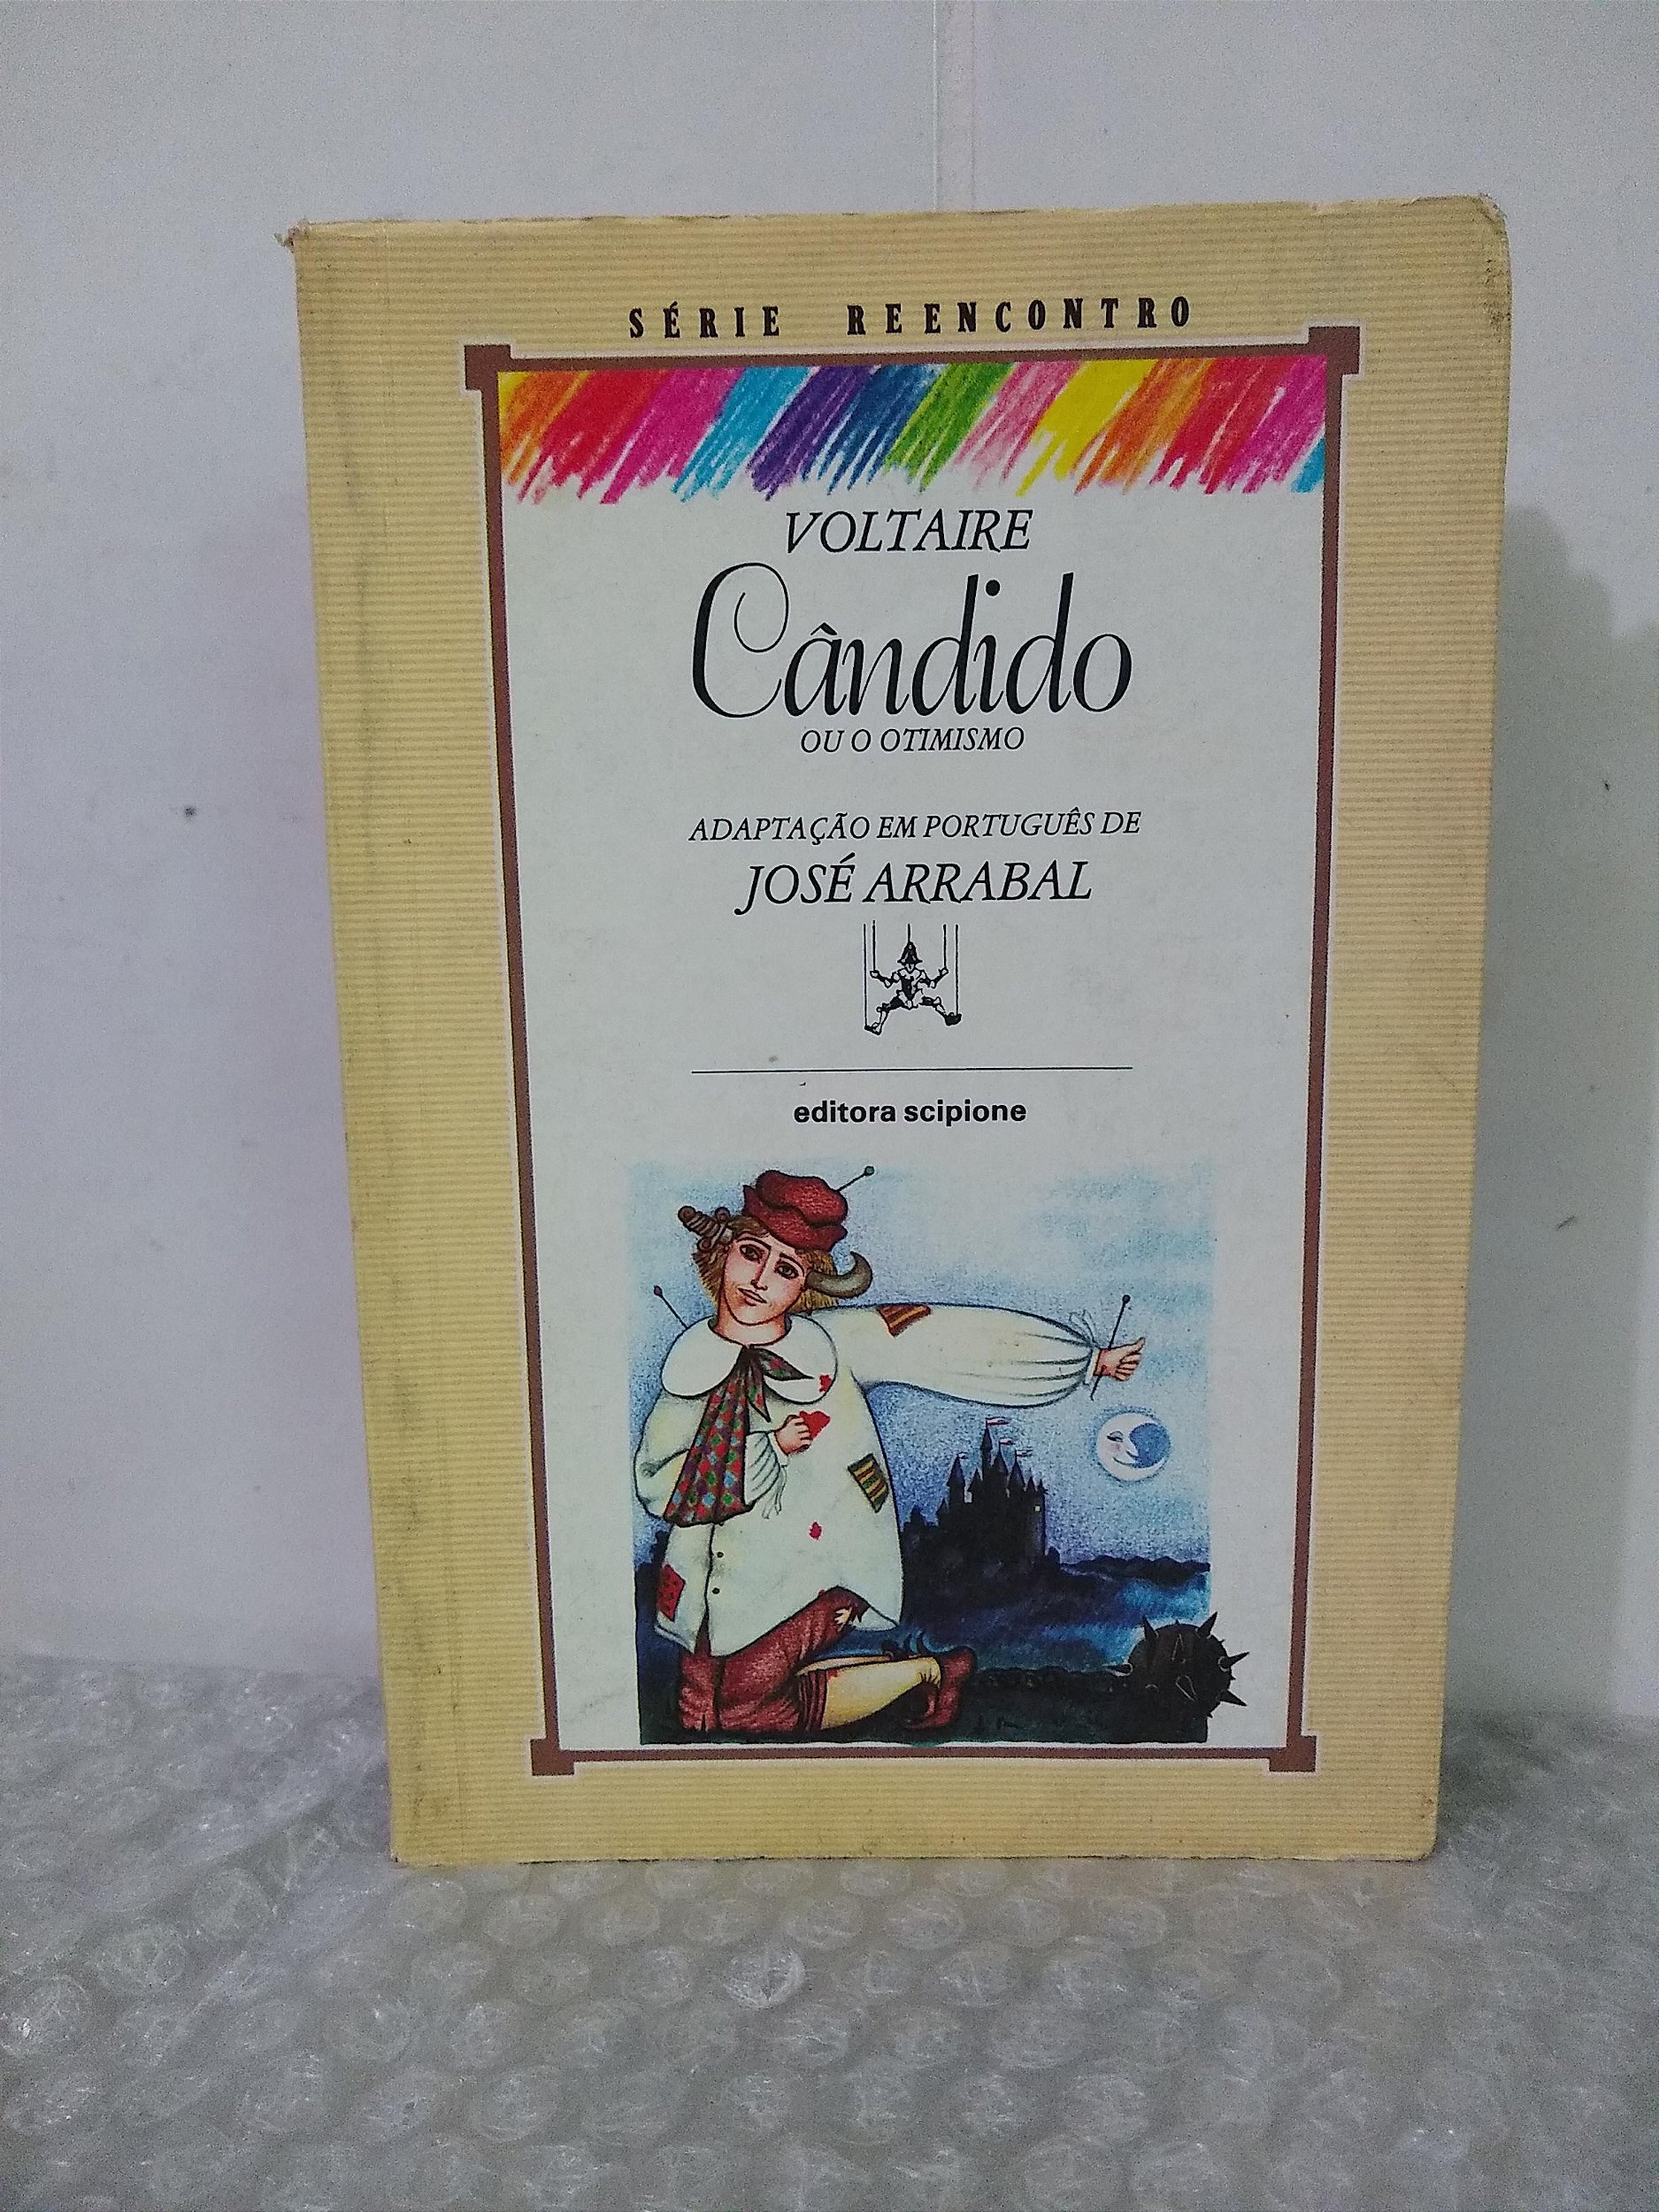 SÉRIE REENCONTRO
VOLTAIRE
Cândido
OU O OTIMISMO
ADAPTAÇÃO EM PORTUGUÊS DE
JOSÉ ARRABAL
editora scipione